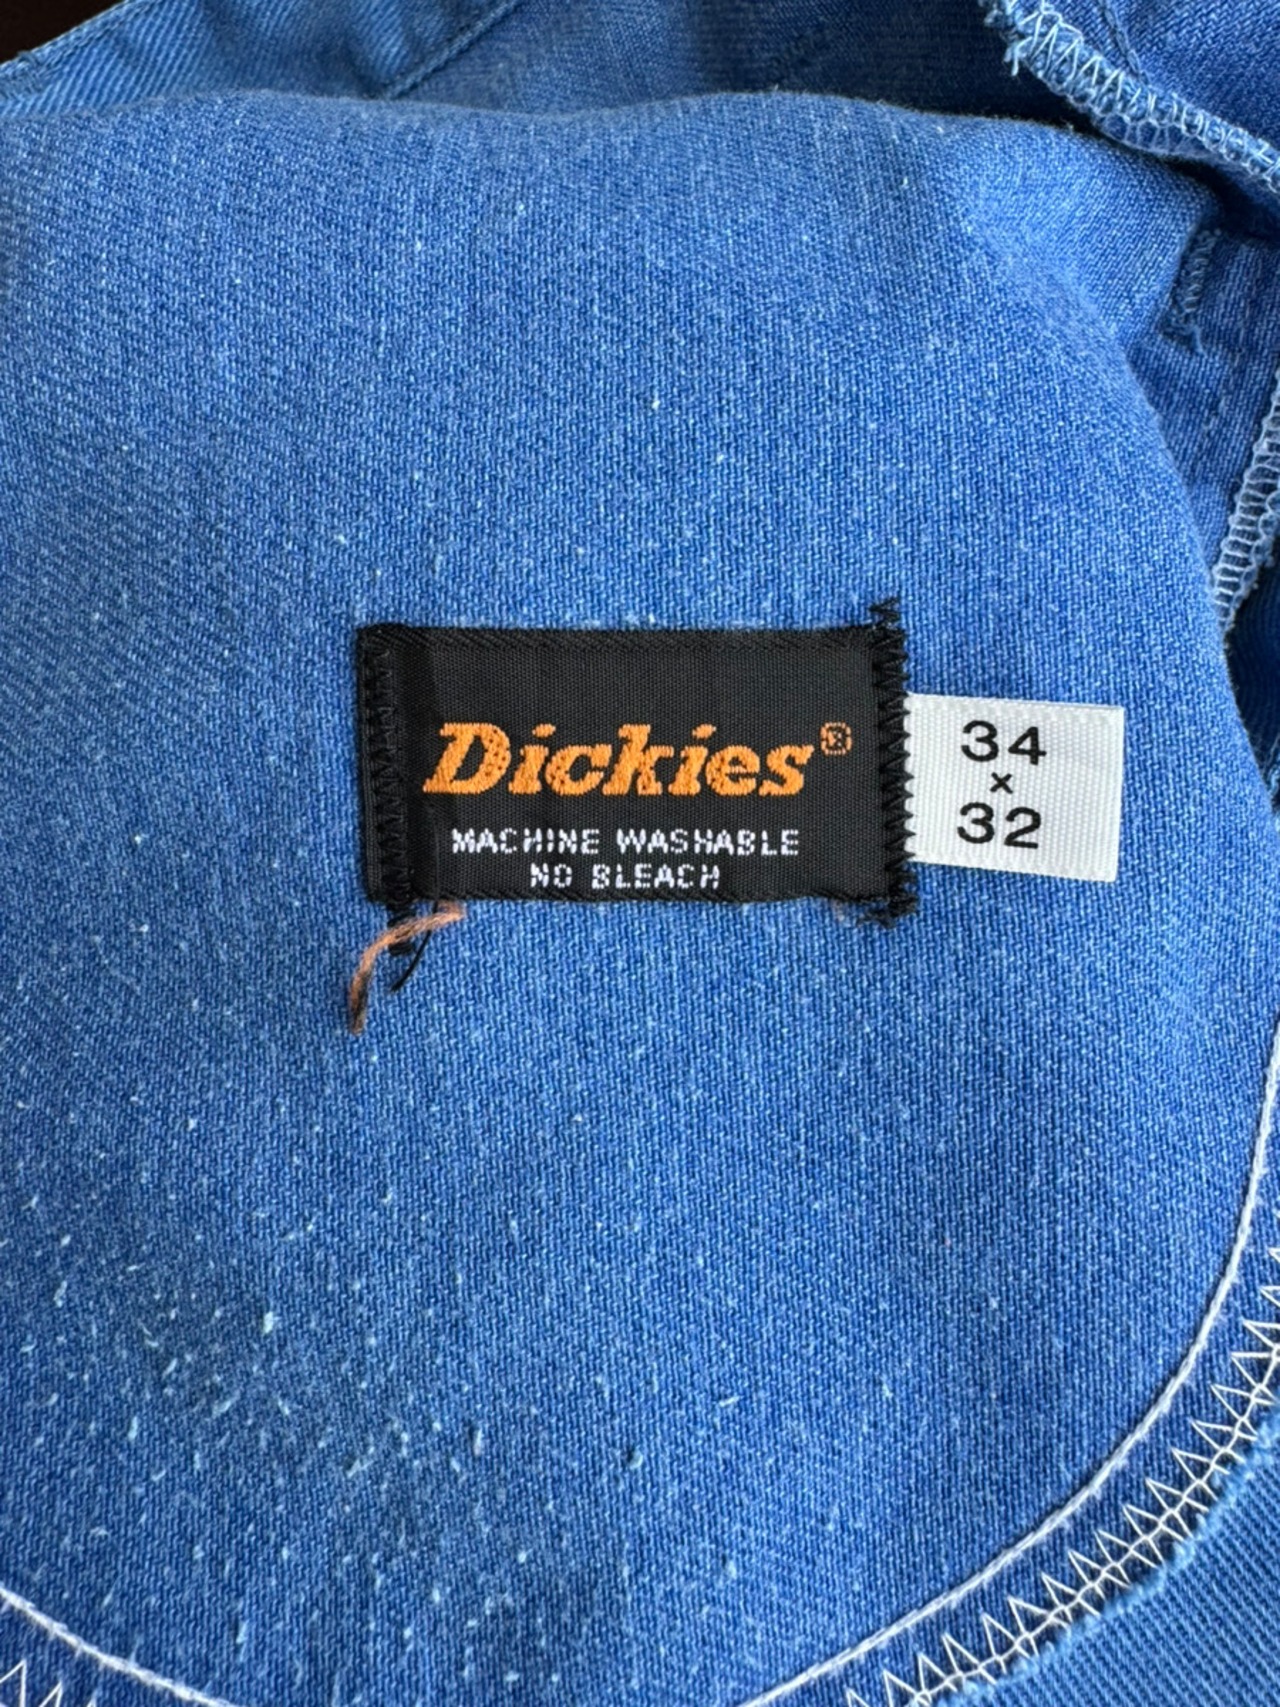 Dickies®
MACHINE WASHABLE
NO BLEACH
34
×
32